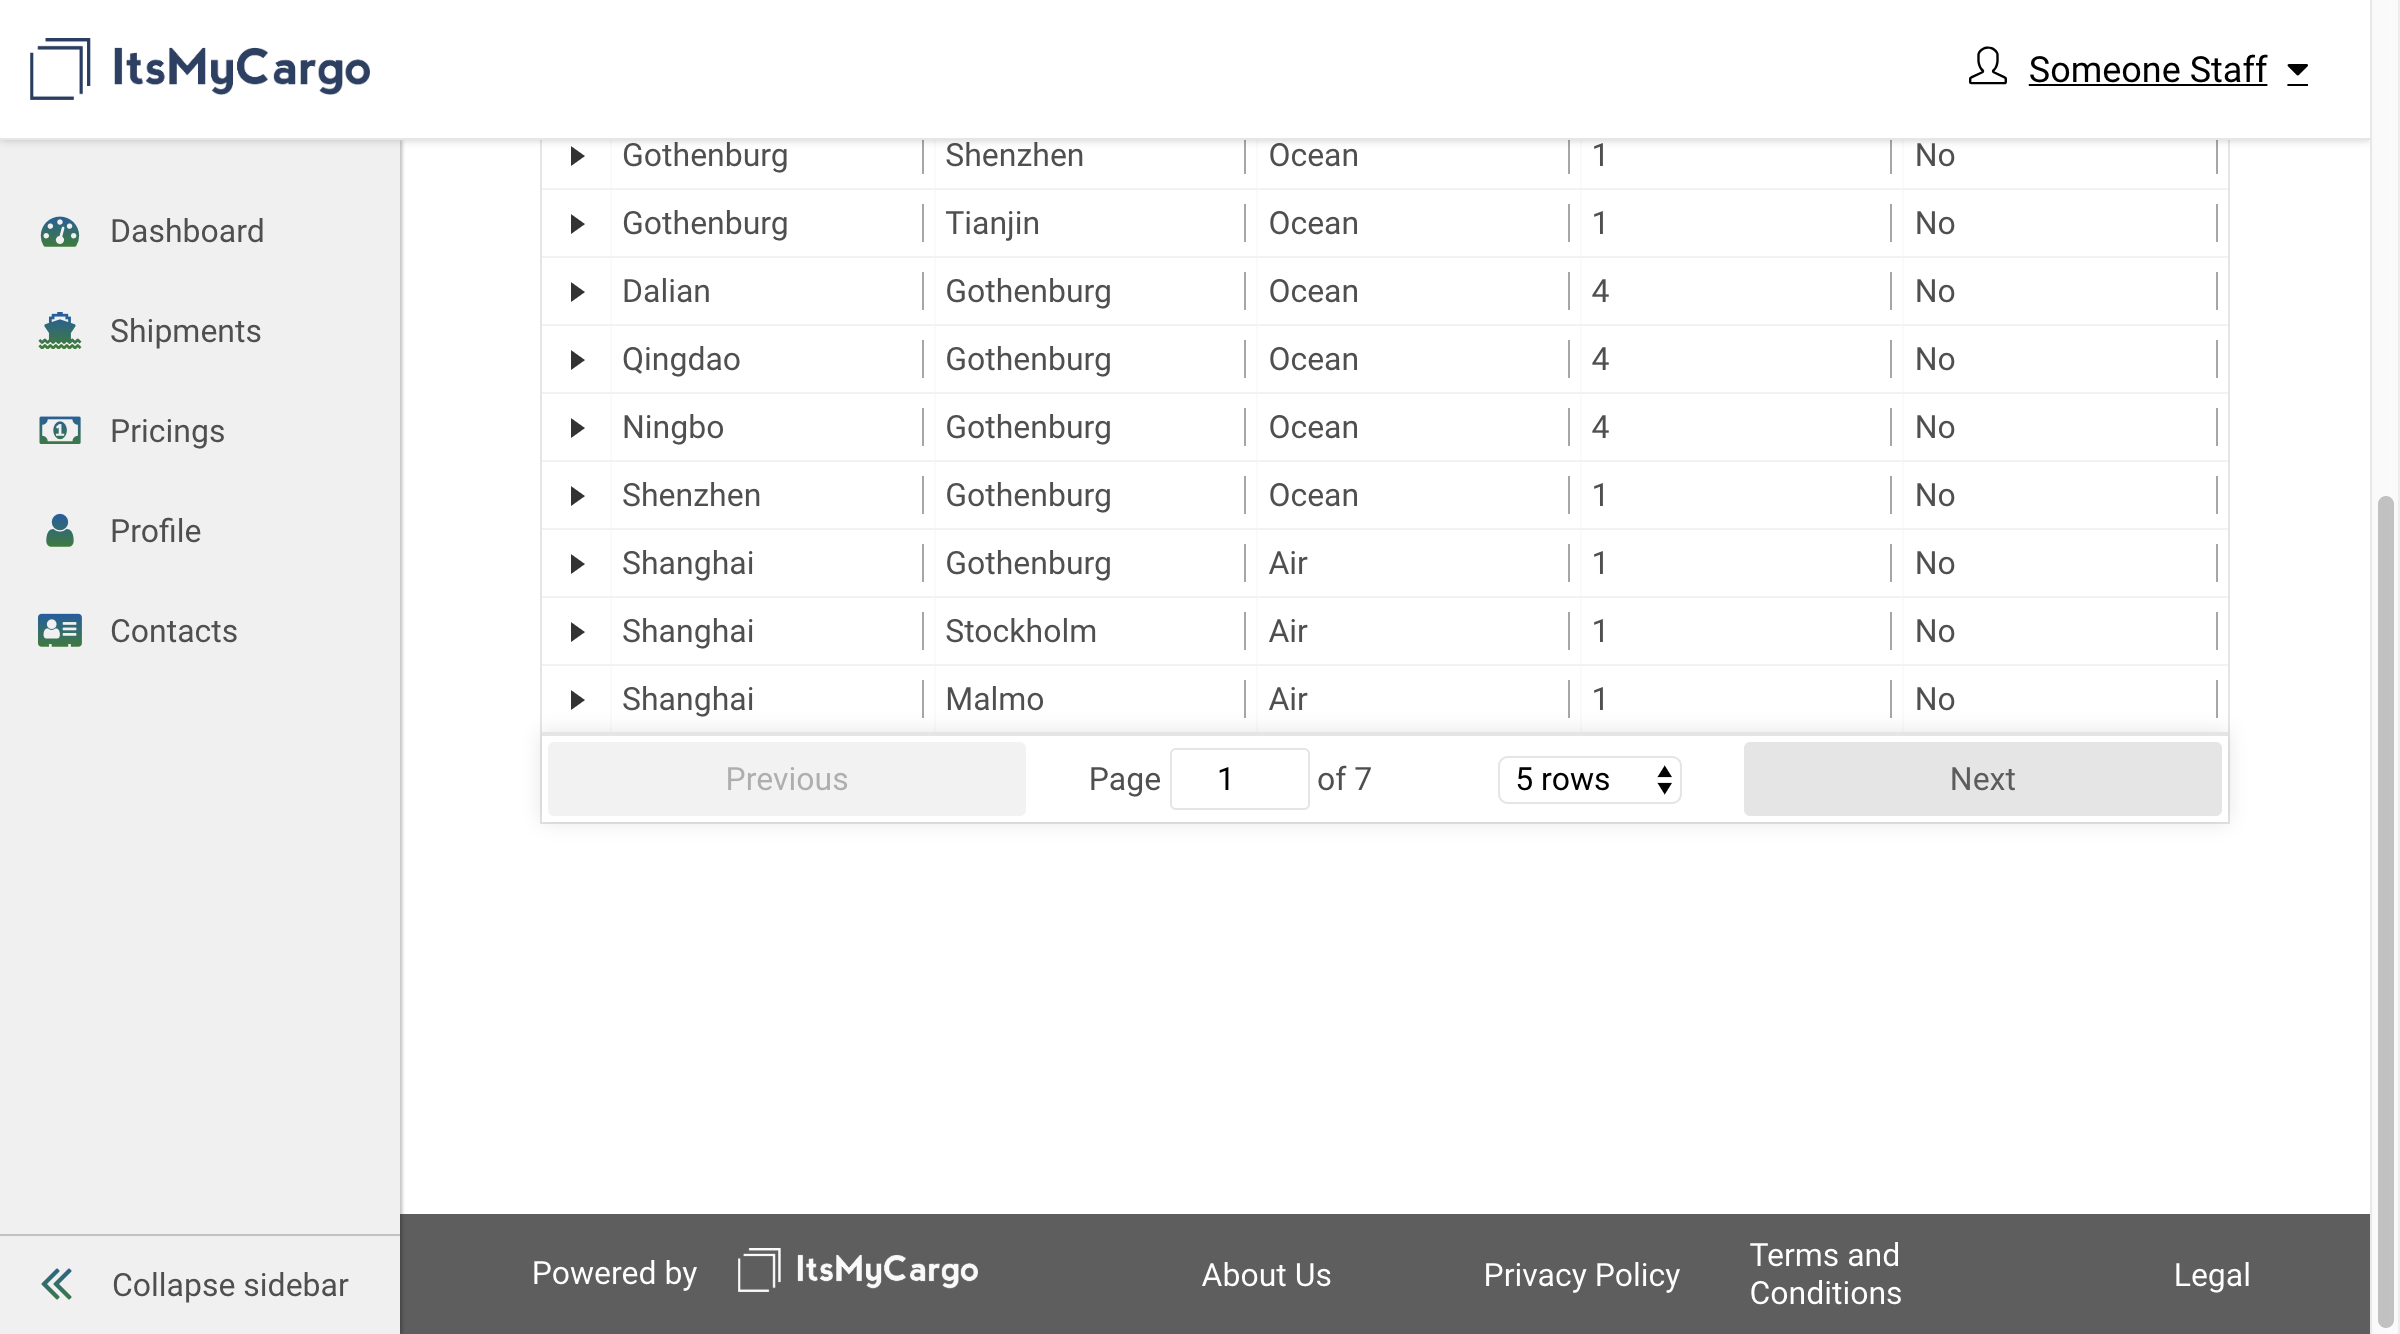 ItsMyCargo
Someone Staff
Dashboard
Shipments
Pricings
Profile
Contacts
Collapse sidebar
Gothenburg Shenzhen Ocean 1 No
Gothenburg Tianjin Ocean 1 No
Dalian Gothenburg Ocean 4 No
Qingdao Gothenburg Ocean 4 No
Ningbo Gothenburg Ocean 4 No
Shenzhen Gothenburg Ocean 1 No
Shanghai Gothenburg Air 1 No
Shanghai Stockholm Air 1 No
Shanghai Malmo Air 1 No
Previous Page 1 of 7 5 rows Next
Powered by ItsMyCargo About Us Privacy Policy Terms and
Conditions Legal